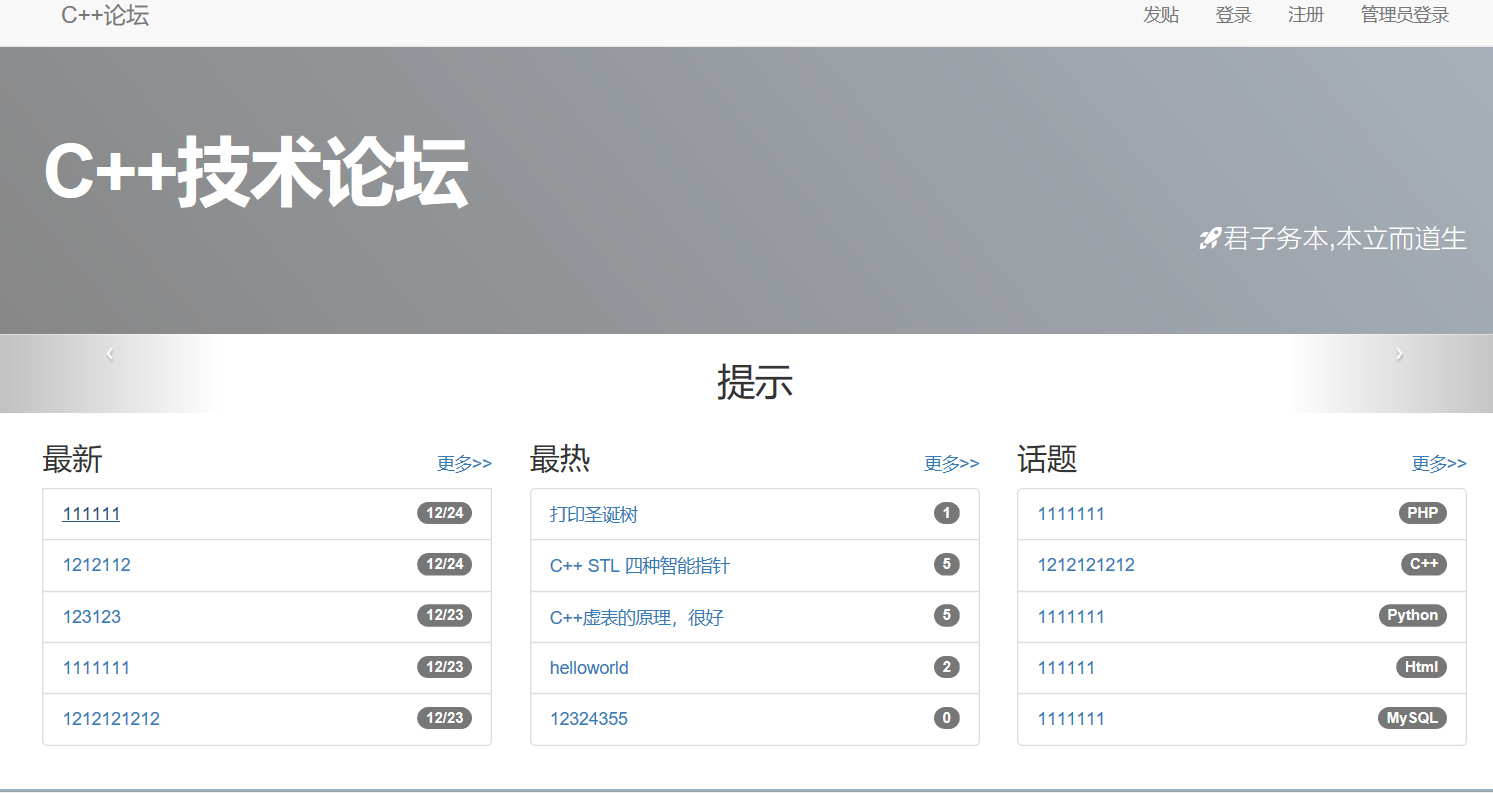 C++论坛 发贴 登录 注册 管理员登录
C++技术论坛
君子务本,本立而道生
‹ ›
提示
最新 更多>>
111111 12/24
1212112 12/24
123123 12/23
1111111 12/23
1212121212 12/23
最热 更多>>
打印圣诞树 1
C++ STL 四种智能指针 5
C++虚表的原理，很好 5
helloworld 2
12324355 0
话题 更多>>
1111111 PHP
1212121212 C++
1111111 Python
111111 Html
1111111 MySQL